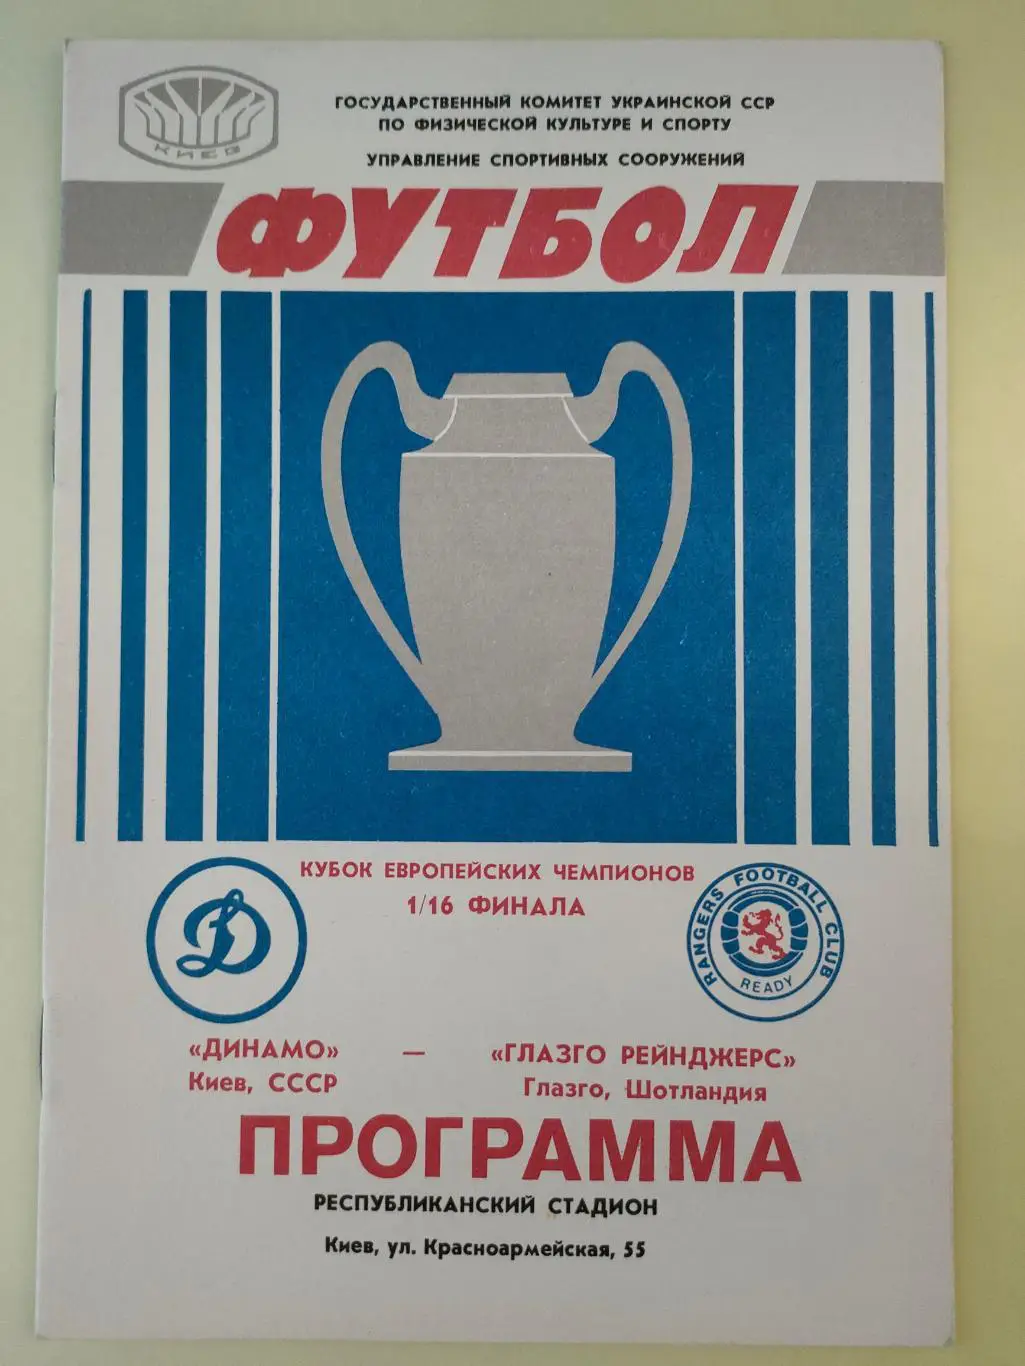 КИЕВ
ГОСУДАРСТВЕННЫЙ КОМИТЕТ УКРАИНСКОЙ ССР
ПО ФИЗИЧЕСКОЙ КУЛЬТУРЕ И СПОРТУ
УПРАВЛЕНИЕ СПОРТИВНЫХ СООРУЖЕНИЙ
ФУТБОЛ
КУБОК ЕВРОПЕЙСКИХ ЧЕМПИОНОВ
1/16 ФИНАЛА
Д
RANGERS FOOTBALL CLUB
READY
«ДИНАМО» — «ГЛАЗГО РЕЙНДЖЕРС»
Киев, СССР Глазго, Шотландия
ПРОГРАММА
РЕСПУБЛИКАНСКИЙ СТАДИОН
Киев, ул. Красноармейская, 55